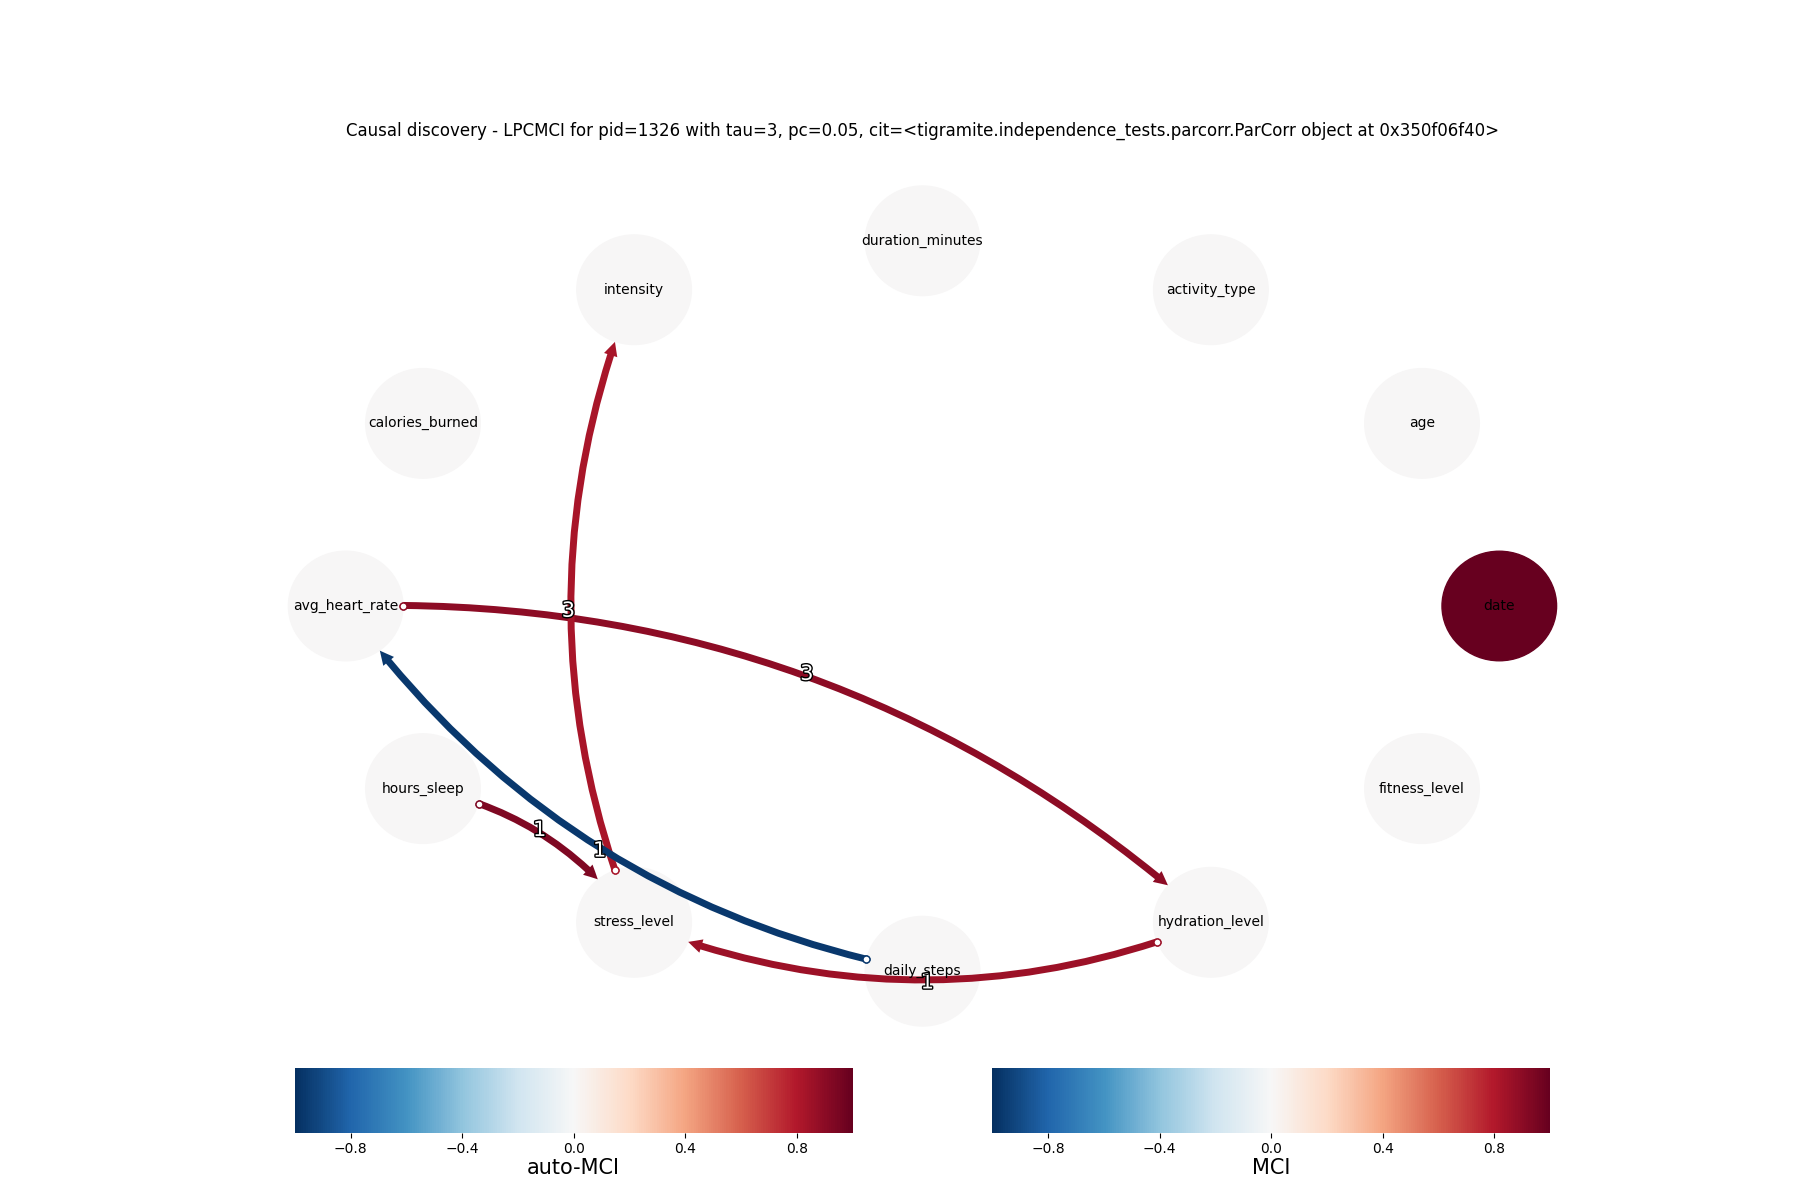 Causal discovery - LPCMCI for pid=1326 with tau=3, pc=0.05, cit=<tigramite.independence_tests.parcorr.ParCorr object at 0x350f06f40>
duration_minutes
intensity
activity_type
calories_burned
age
avg_heart_rate
3
date
3
hours_sleep
fitness_level
1
1
stress_level
hydration_level
daily_steps
1
−0.8 −0.4 0.0 0.4 0.8
auto-MCI
−0.8 −0.4 0.0 0.4 0.8
MCI